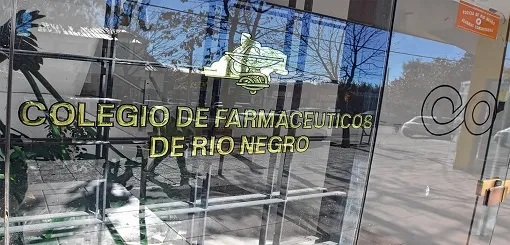 COLEGIO DE FARMACEUTICOS
DE RIO NEGRO